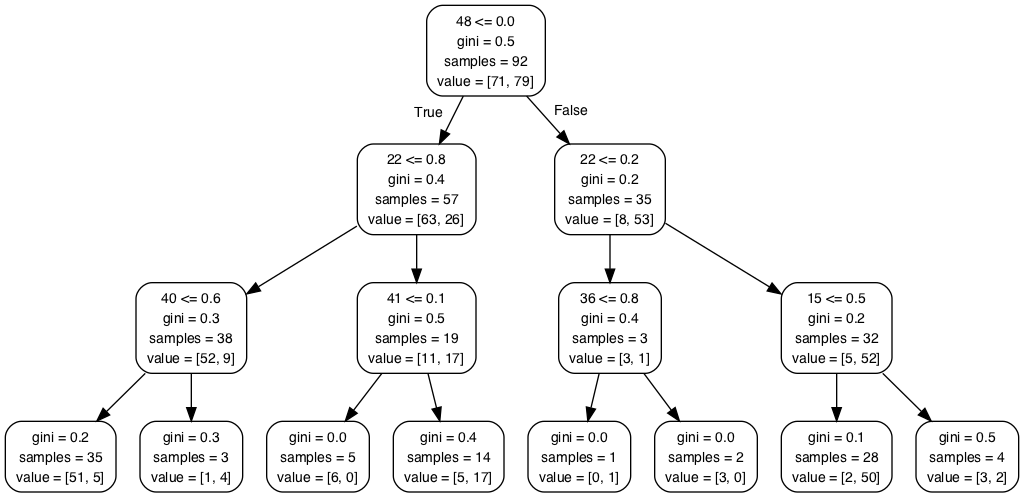 48 <= 0.0
gini = 0.5
samples = 92
value = [71, 79]
True
False
22 <= 0.8
gini = 0.4
samples = 57
value = [63, 26]
22 <= 0.2
gini = 0.2
samples = 35
value = [8, 53]
40 <= 0.6
gini = 0.3
samples = 38
value = [52, 9]
41 <= 0.1
gini = 0.5
samples = 19
value = [11, 17]
36 <= 0.8
gini = 0.4
samples = 3
value = [3, 1]
15 <= 0.5
gini = 0.2
samples = 32
value = [5, 52]
gini = 0.2
samples = 35
value = [51, 5]
gini = 0.3
samples = 3
value = [1, 4]
gini = 0.0
samples = 5
value = [6, 0]
gini = 0.4
samples = 14
value = [5, 17]
gini = 0.0
samples = 1
value = [0, 1]
gini = 0.0
samples = 2
value = [3, 0]
gini = 0.1
samples = 28
value = [2, 50]
gini = 0.5
samples = 4
value = [3, 2]